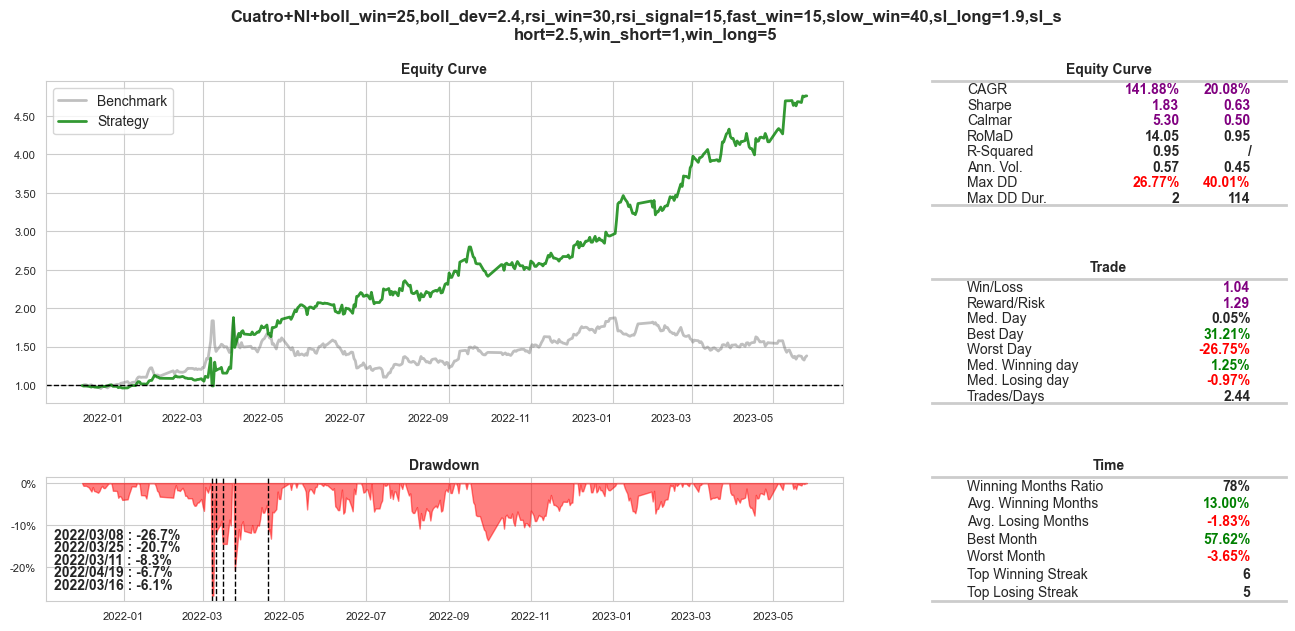 Cuatro+NI+boll_win=25,boll_dev=2.4,rsi_win=30,rsi_signal=15,fast_win=15,slow_win=40,sl_long=1.9,sl_s
hort=2.5,win_short=1,win_long=5
Equity Curve
Benchmark
Strategy
4.50
4.00
3.50
3.00
2.50
2.00
1.50
1.00
2022-01 2022-03 2022-05 2022-07 2022-09 2022-11 2023-01 2023-03 2023-05
Drawdown
0%
-10%
-20%
2022/03/08 : -26.7%
2022/03/25 : -20.7%
2022/03/11 : -8.3%
2022/04/19 : -6.7%
2022/03/16 : -6.1%
2022-01 2022-03 2022-05 2022-07 2022-09 2022-11 2023-01 2023-03 2023-05
Equity Curve
CAGR 141.88% 20.08%
Sharpe 1.83 0.63
Calmar 5.30 0.50
RoMaD 14.05 0.95
R-Squared 0.95 /
Ann. Vol. 0.57 0.45
Max DD 26.77% 40.01%
Max DD Dur. 2 114
Trade
Win/Loss 1.04
Reward/Risk 1.29
Med. Day 0.05%
Best Day 31.21%
Worst Day -26.75%
Med. Winning day 1.25%
Med. Losing day -0.97%
Trades/Days 2.44
Time
Winning Months Ratio 78%
Avg. Winning Months 13.00%
Avg. Losing Months -1.83%
Best Month 57.62%
Worst Month -3.65%
Top Winning Streak 6
Top Losing Streak 5